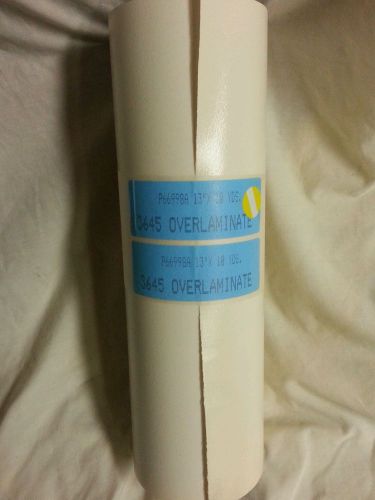 P66998A 13"X 10 YDS.
3645 OVERLAMINATE
P66998A 13"X 10 YDS.
3645 OVERLAMINATE